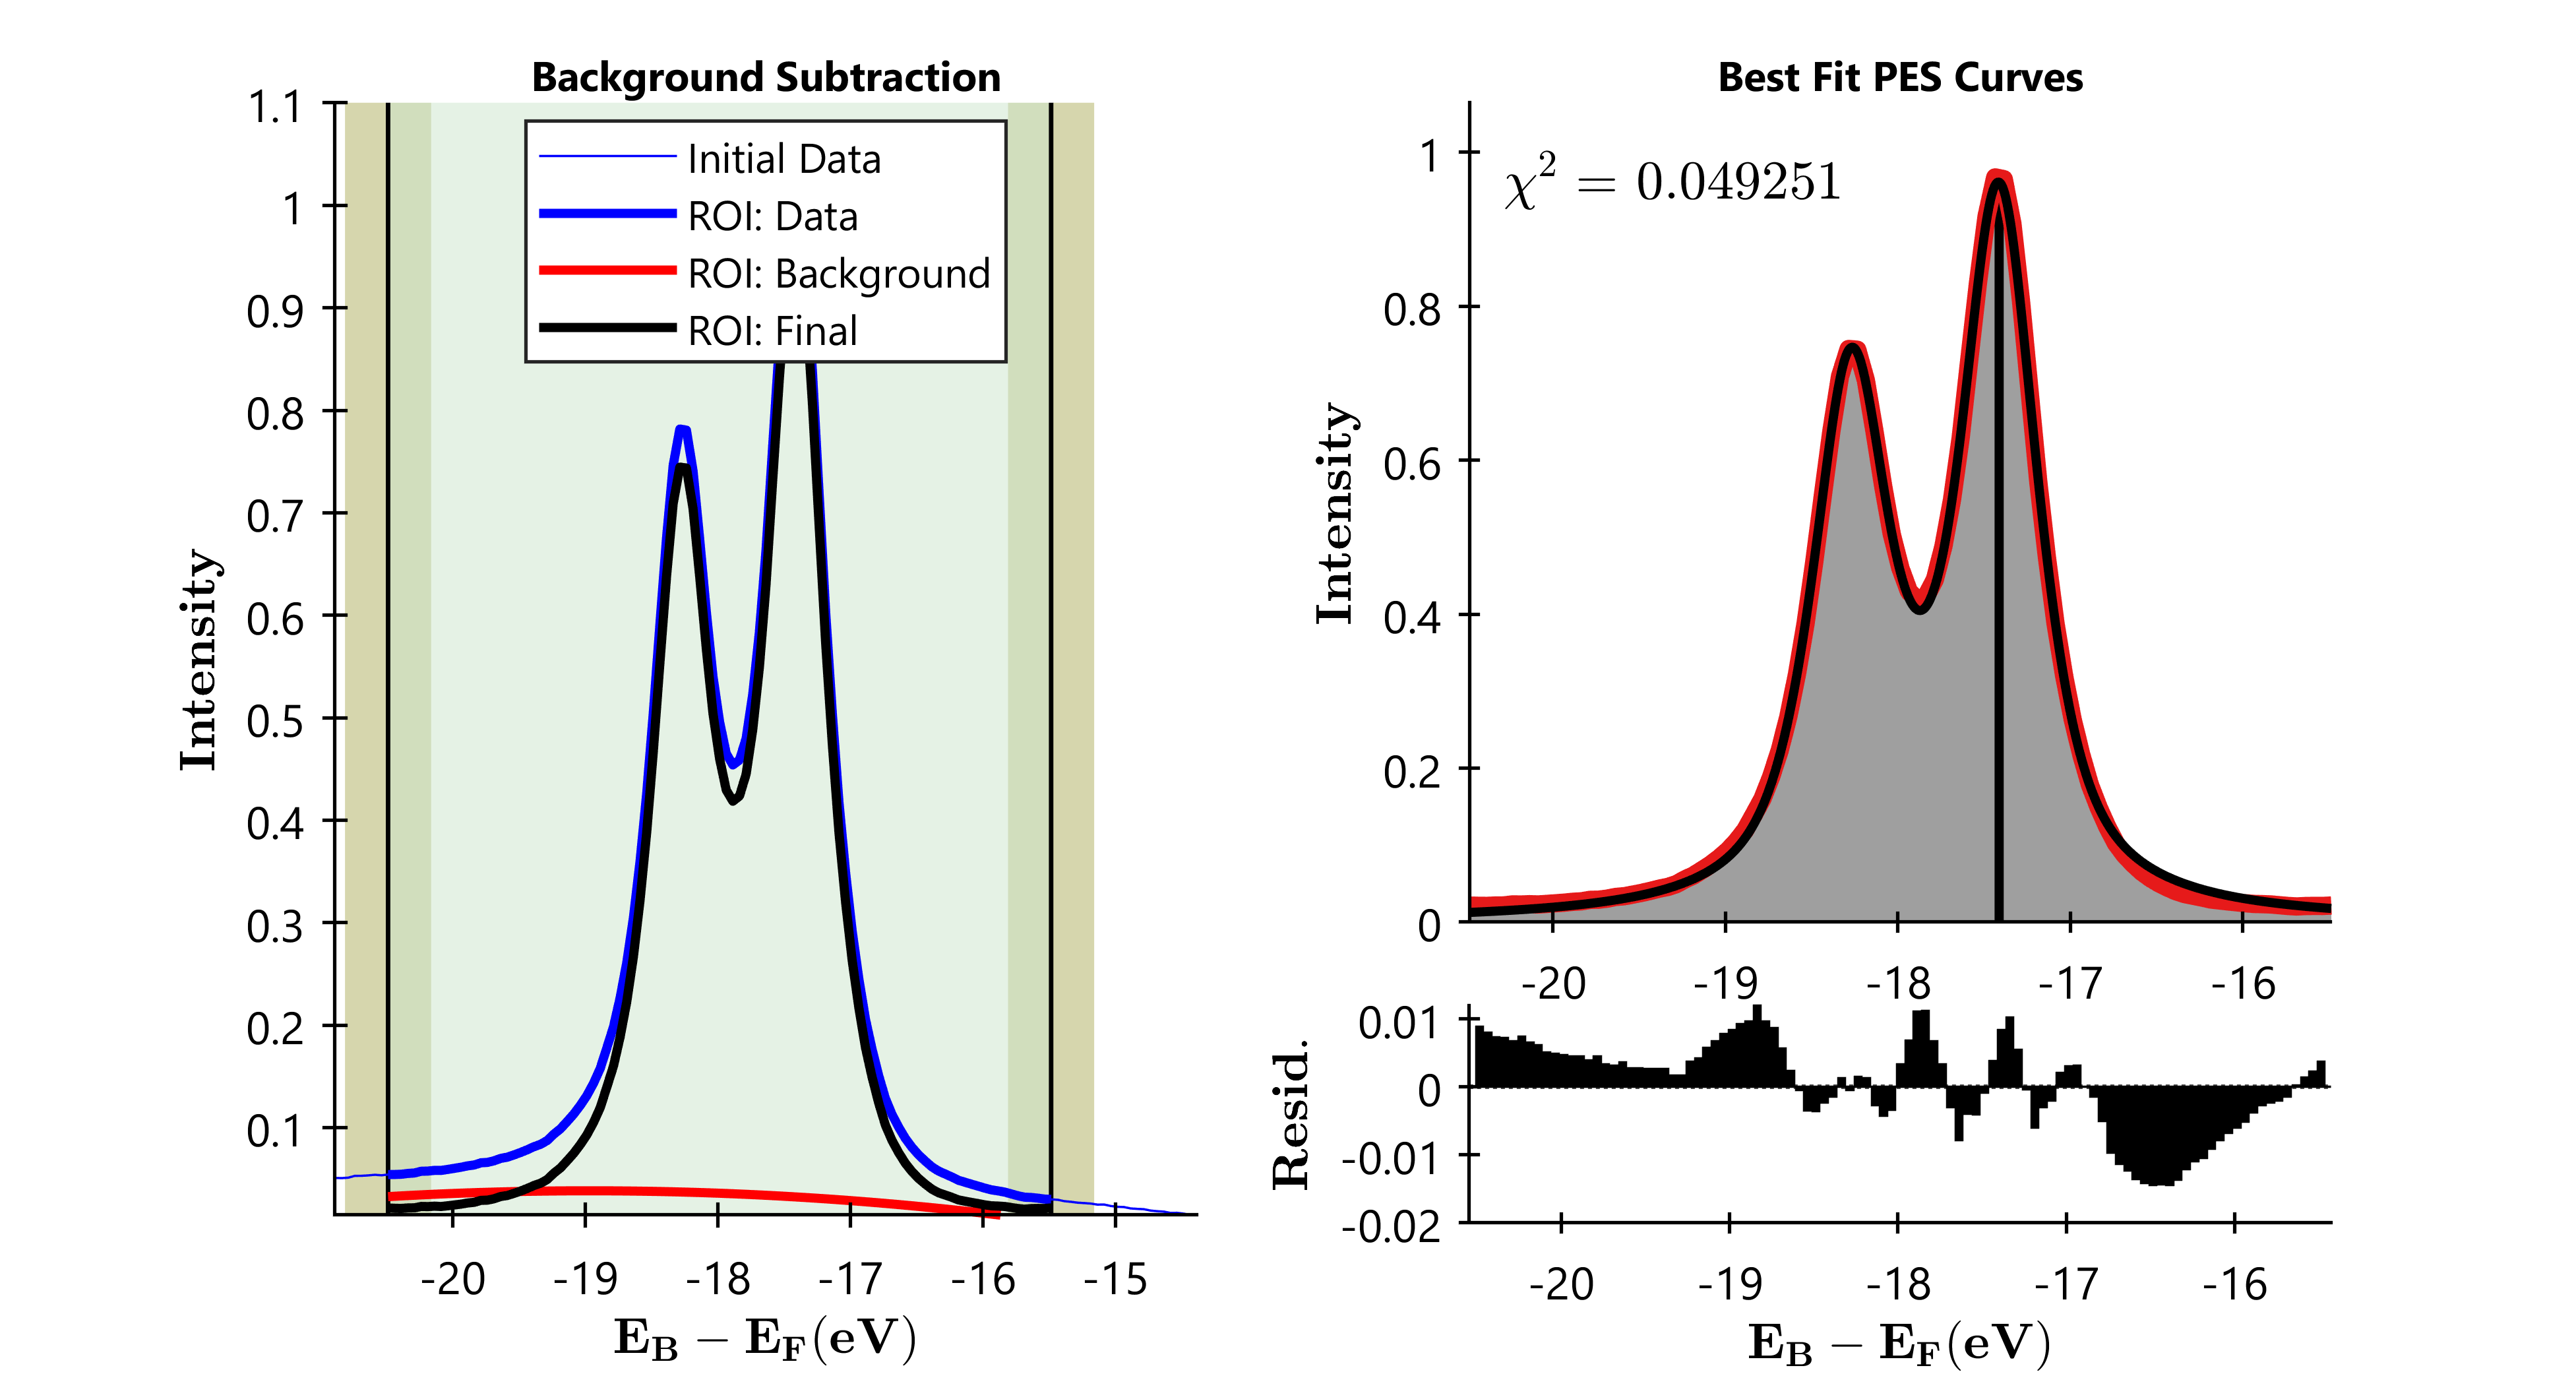 Background Subtraction
1.1
1
0.9
0.8
0.7
0.6
0.5
0.4
0.3
0.2
0.1
Intensity
Initial Data
ROI: Data
ROI: Background
ROI: Final
-20 -19 -18 -17 -16 -15
E_B − E_F(eV)
Best Fit PES Curves
χ² = 0.049251
1
0.8
0.6
0.4
0.2
0
Intensity
-20 -19 -18 -17 -16
0.01
0
-0.01
-0.02
Resid.
-20 -19 -18 -17 -16
E_B − E_F(eV)